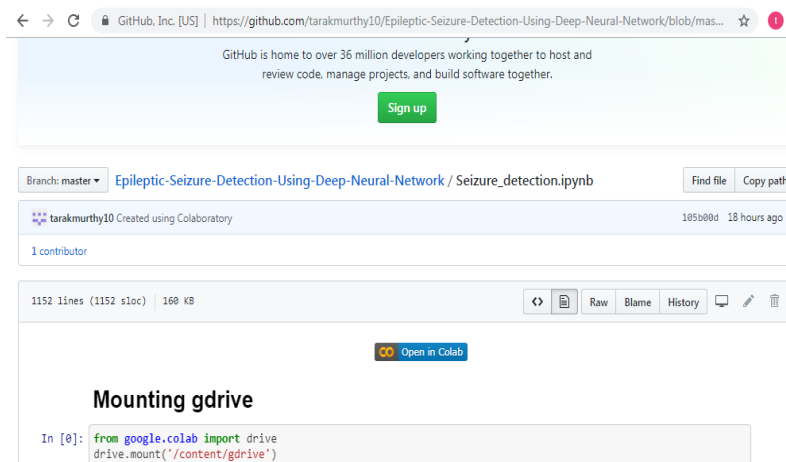 GitHub, Inc. [US] | https://github.com/tarakmurthy10/Epileptic-Seizure-Detection-Using-Deep-Neural-Network/blob/mas...
t
GitHub is home to over 36 million developers working together to host and
review code, manage projects, and build software together.
Sign up
Branch: master Epileptic-Seizure-Detection-Using-Deep-Neural-Network / Seizure_detection.ipynb Find file Copy path
tarakmurthy10 Created using Colaboratory 105b00d 18 hours ago
1 contributor
1152 lines (1152 sloc) | 160 KB <> Raw Blame History
Open in Colab
Mounting gdrive
In [0]: from google.colab import drive
drive.mount('/content/gdrive')